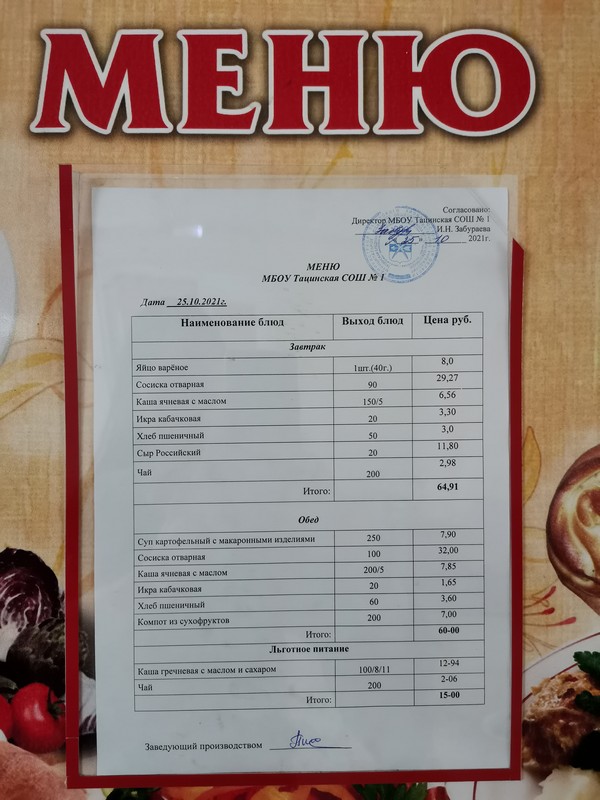 МЕНЮ
Согласовано:
Директор МБОУ Тацинская СОШ № 1
И.Н. Забураева
25 10 2021г.
МЕНЮ
МБОУ Тацинская СОШ № 1
Дата 25.10.2021г.
Наименование блюд Выход блюд Цена руб.
Завтрак
Яйцо варёное 1шт.(40г.) 8,0
Сосиска отварная 90 29,27
Каша ячневая с маслом 150/5 6,56
Икра кабачковая 20 3,30
Хлеб пшеничный 50 3,0
Сыр Российский 20 11,80
Чай 200 2,98
Итого: 64,91
Обед
Суп картофельный с макаронными изделиями 250 7,90
Сосиска отварная 100 32,00
Каша ячневая с маслом 200/5 7,85
Икра кабачковая 20 1,65
Хлеб пшеничный 60 3,60
Компот из сухофруктов 200 7,00
Итого: 60-00
Льготное питание
Каша гречневая с маслом и сахаром 100/8/11 12-94
Чай 200 2-06
Итого: 15-00
Заведующий производством